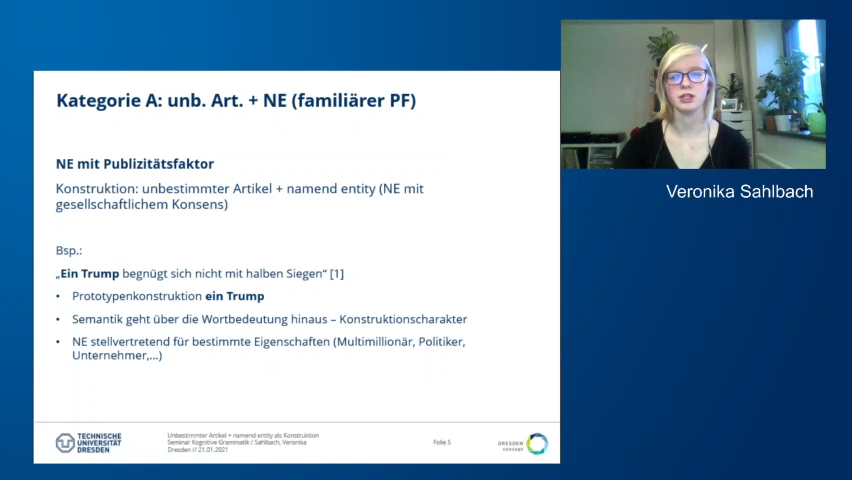 Kategorie A: unb. Art. + NE (familiärer PF)
NE mit Publizitätsfaktor
Konstruktion: unbestimmter Artikel + namend entity (NE mit
gesellschaftlichem Konsens)
Bsp.:
„Ein Trump begnügt sich nicht mit halben Siegen“ [1]
• Prototypenkonstruktion ein Trump
• Semantik geht über die Wortbedeutung hinaus – Konstruktionscharakter
• NE stellvertretend für bestimmte Eigenschaften (Multimillionär, Politiker,
Unternehmer,...)
TECHNISCHE
UNIVERSITÄT
DRESDEN
Unbestimmter Artikel + namend entity als Konstruktion
Seminar Kognitive Grammatik / Sahlbach, Veronika
Dresden // 21.01.2021
Folie 5
DRESDEN
concept
Veronika Sahlbach